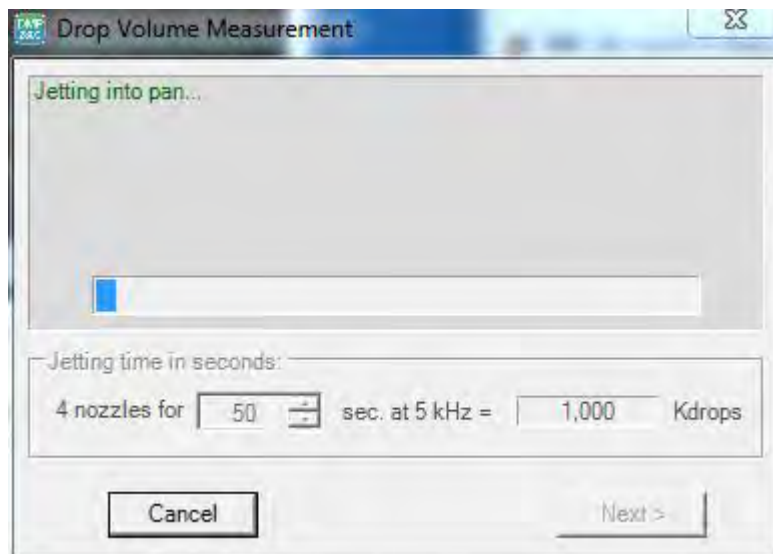 Drop Volume Measurement
Jetting into pan...
Jetting time in seconds:
4 nozzles for 50 sec. at 5 kHz = 1,000 Kdrops
Cancel Next >